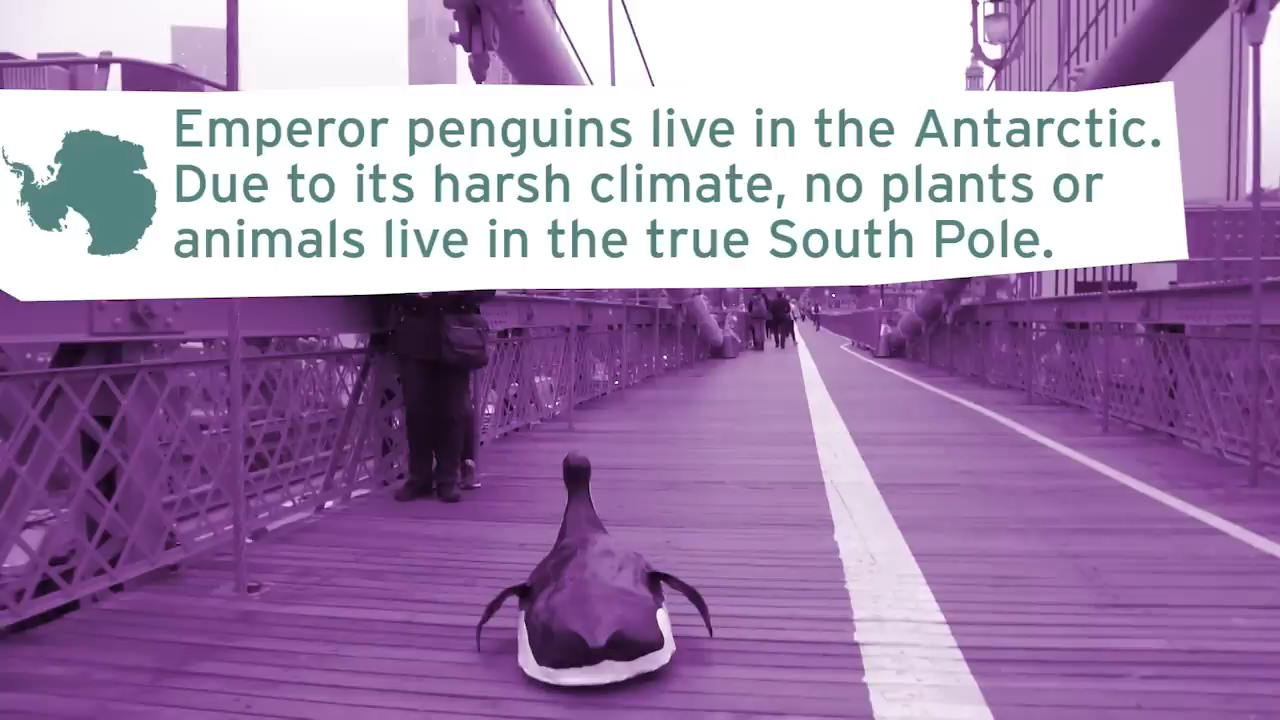 Emperor penguins live in the Antarctic.
Due to its harsh climate, no plants or
animals live in the true South Pole.